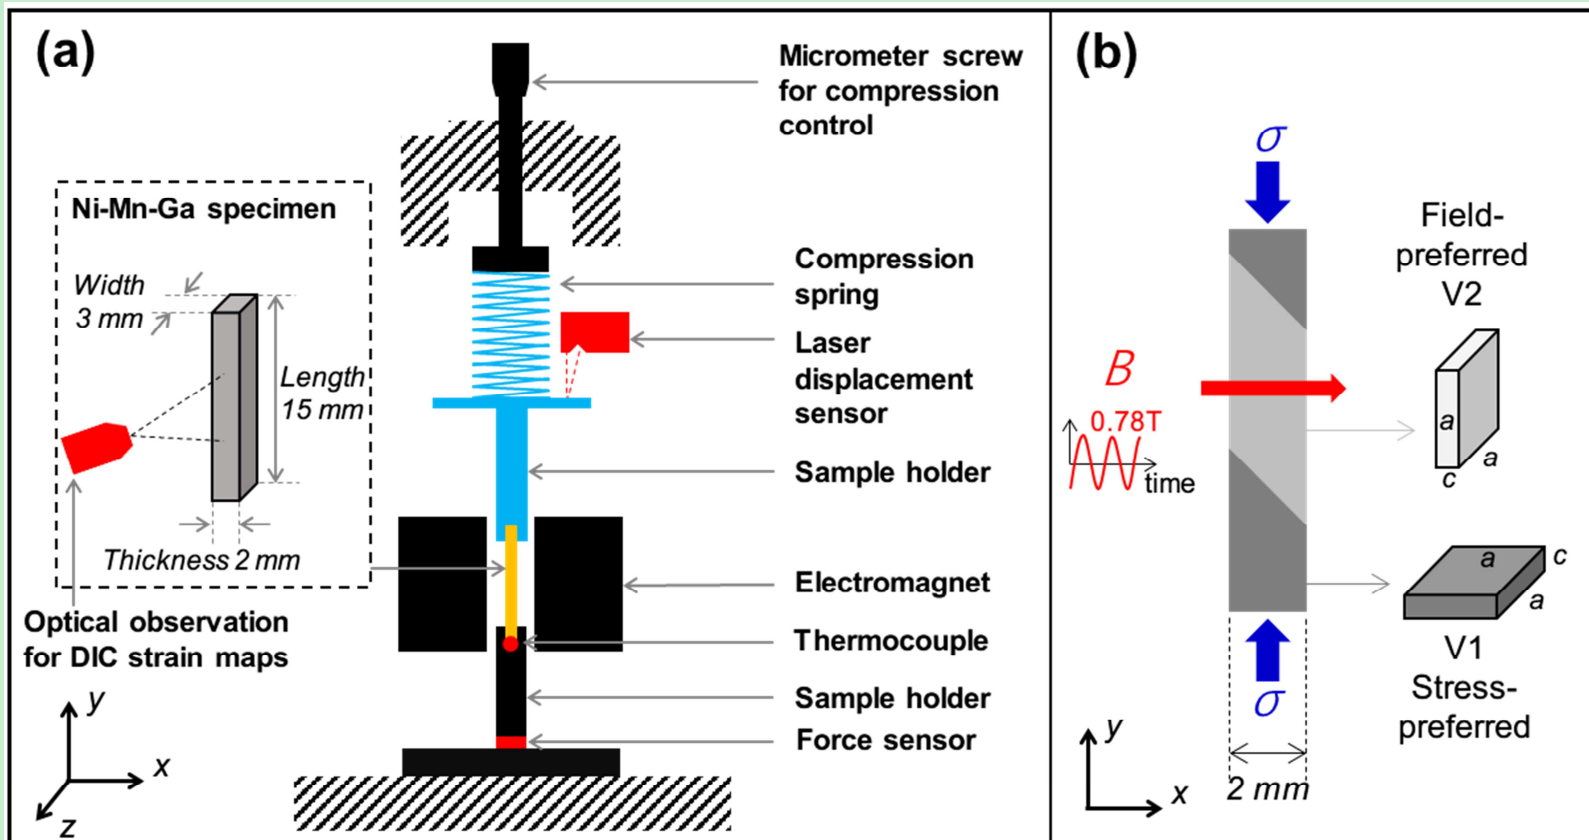 (a)
Micrometer screw
for compression
control
Ni-Mn-Ga specimen
Width
3 mm
Length
15 mm
Thickness 2 mm
Optical observation
for DIC strain maps
Compression
spring
Laser
displacement
sensor
Sample holder
Electromagnet
Thermocouple
Sample holder
Force sensor
y
x
z
(b)
σ
Field-
preferred
V2
B
0.78T
time
a
a
c
a
c
a
V1
Stress-
preferred
σ
2 mm
y
x